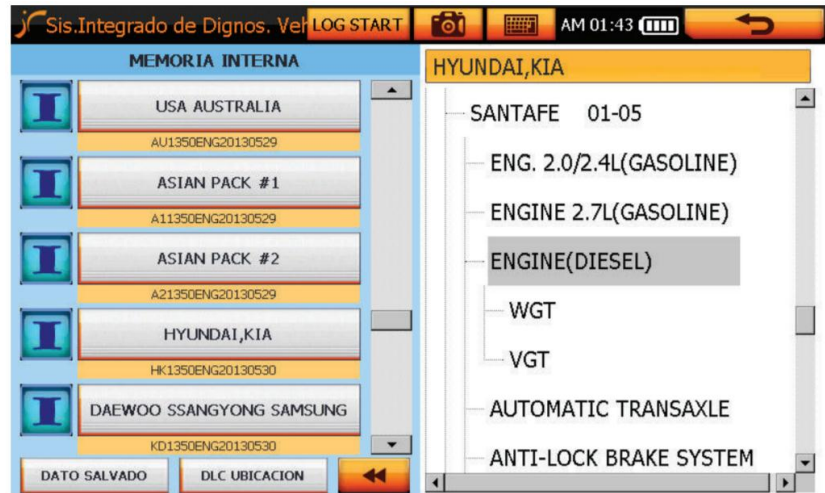 Sis.Integrado de Dignos. Veh
LOG START
AM 01:43
MEMORIA INTERNA
USA AUSTRALIA
AU1350ENG20130529
ASIAN PACK #1
A11350ENG20130529
ASIAN PACK #2
A21350ENG20130529
HYUNDAI,KIA
HK1350ENG20130530
DAEWOO SSANGYONG SAMSUNG
KD1350ENG20130530
DATO SALVADO
DLC UBICACION
HYUNDAI,KIA
SANTAFE 01-05
ENG. 2.0/2.4L(GASOLINE)
ENGINE 2.7L(GASOLINE)
ENGINE(DIESEL)
WGT
VGT
AUTOMATIC TRANSAXLE
ANTI-LOCK BRAKE SYSTEM